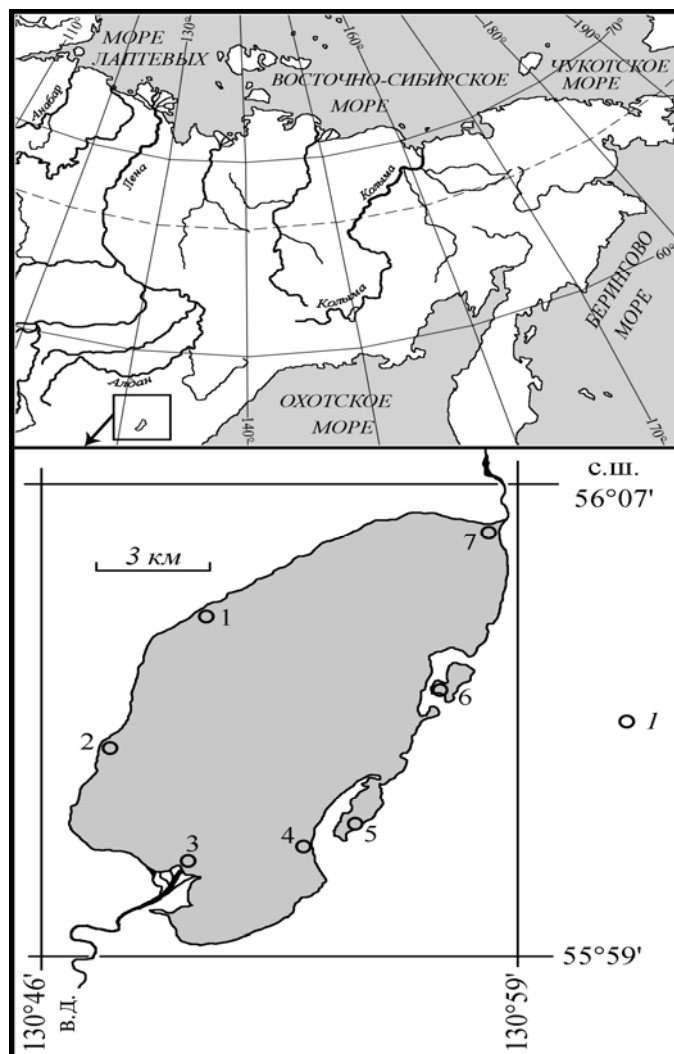 110°
МОРЕ
ЛАПТЕВЫХ
130°
160°
180°
190°
70°
ВОСТОЧНО-СИБИРСКОЕ
МОРЕ
ЧУКОТСКОЕ
МОРЕ
Анабар
Лена
Колыма
Колыма
Алдан
60°
БЕРИНГОВО
МОРЕ
ОХОТСКОЕ
МОРЕ
140°
170°
с.ш.
56°07'
3 км
7
1
6
1
2
5
4
3
55°59'
130°46'
в.д.
130°59'